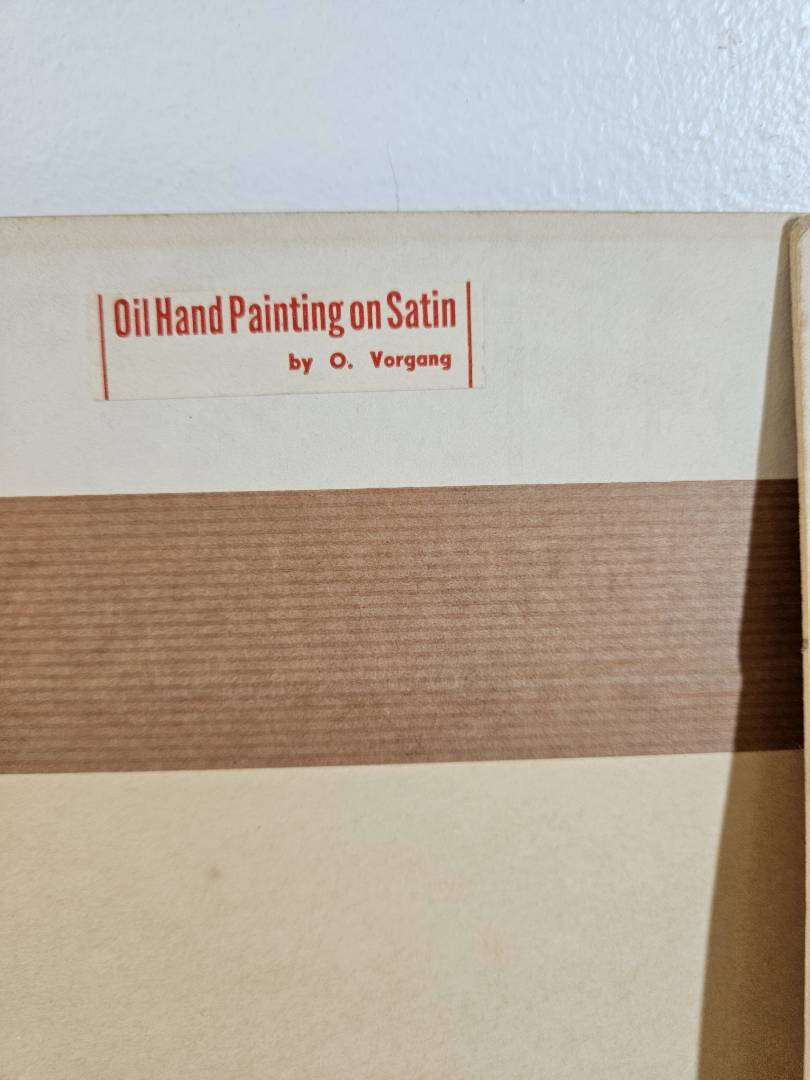 Oil Hand Painting on Satin
by O. Vorgang